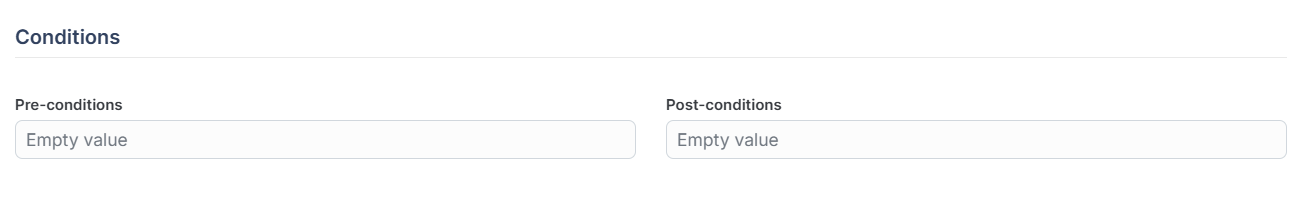 Conditions
Pre-conditions
Post-conditions
Empty value
Empty value